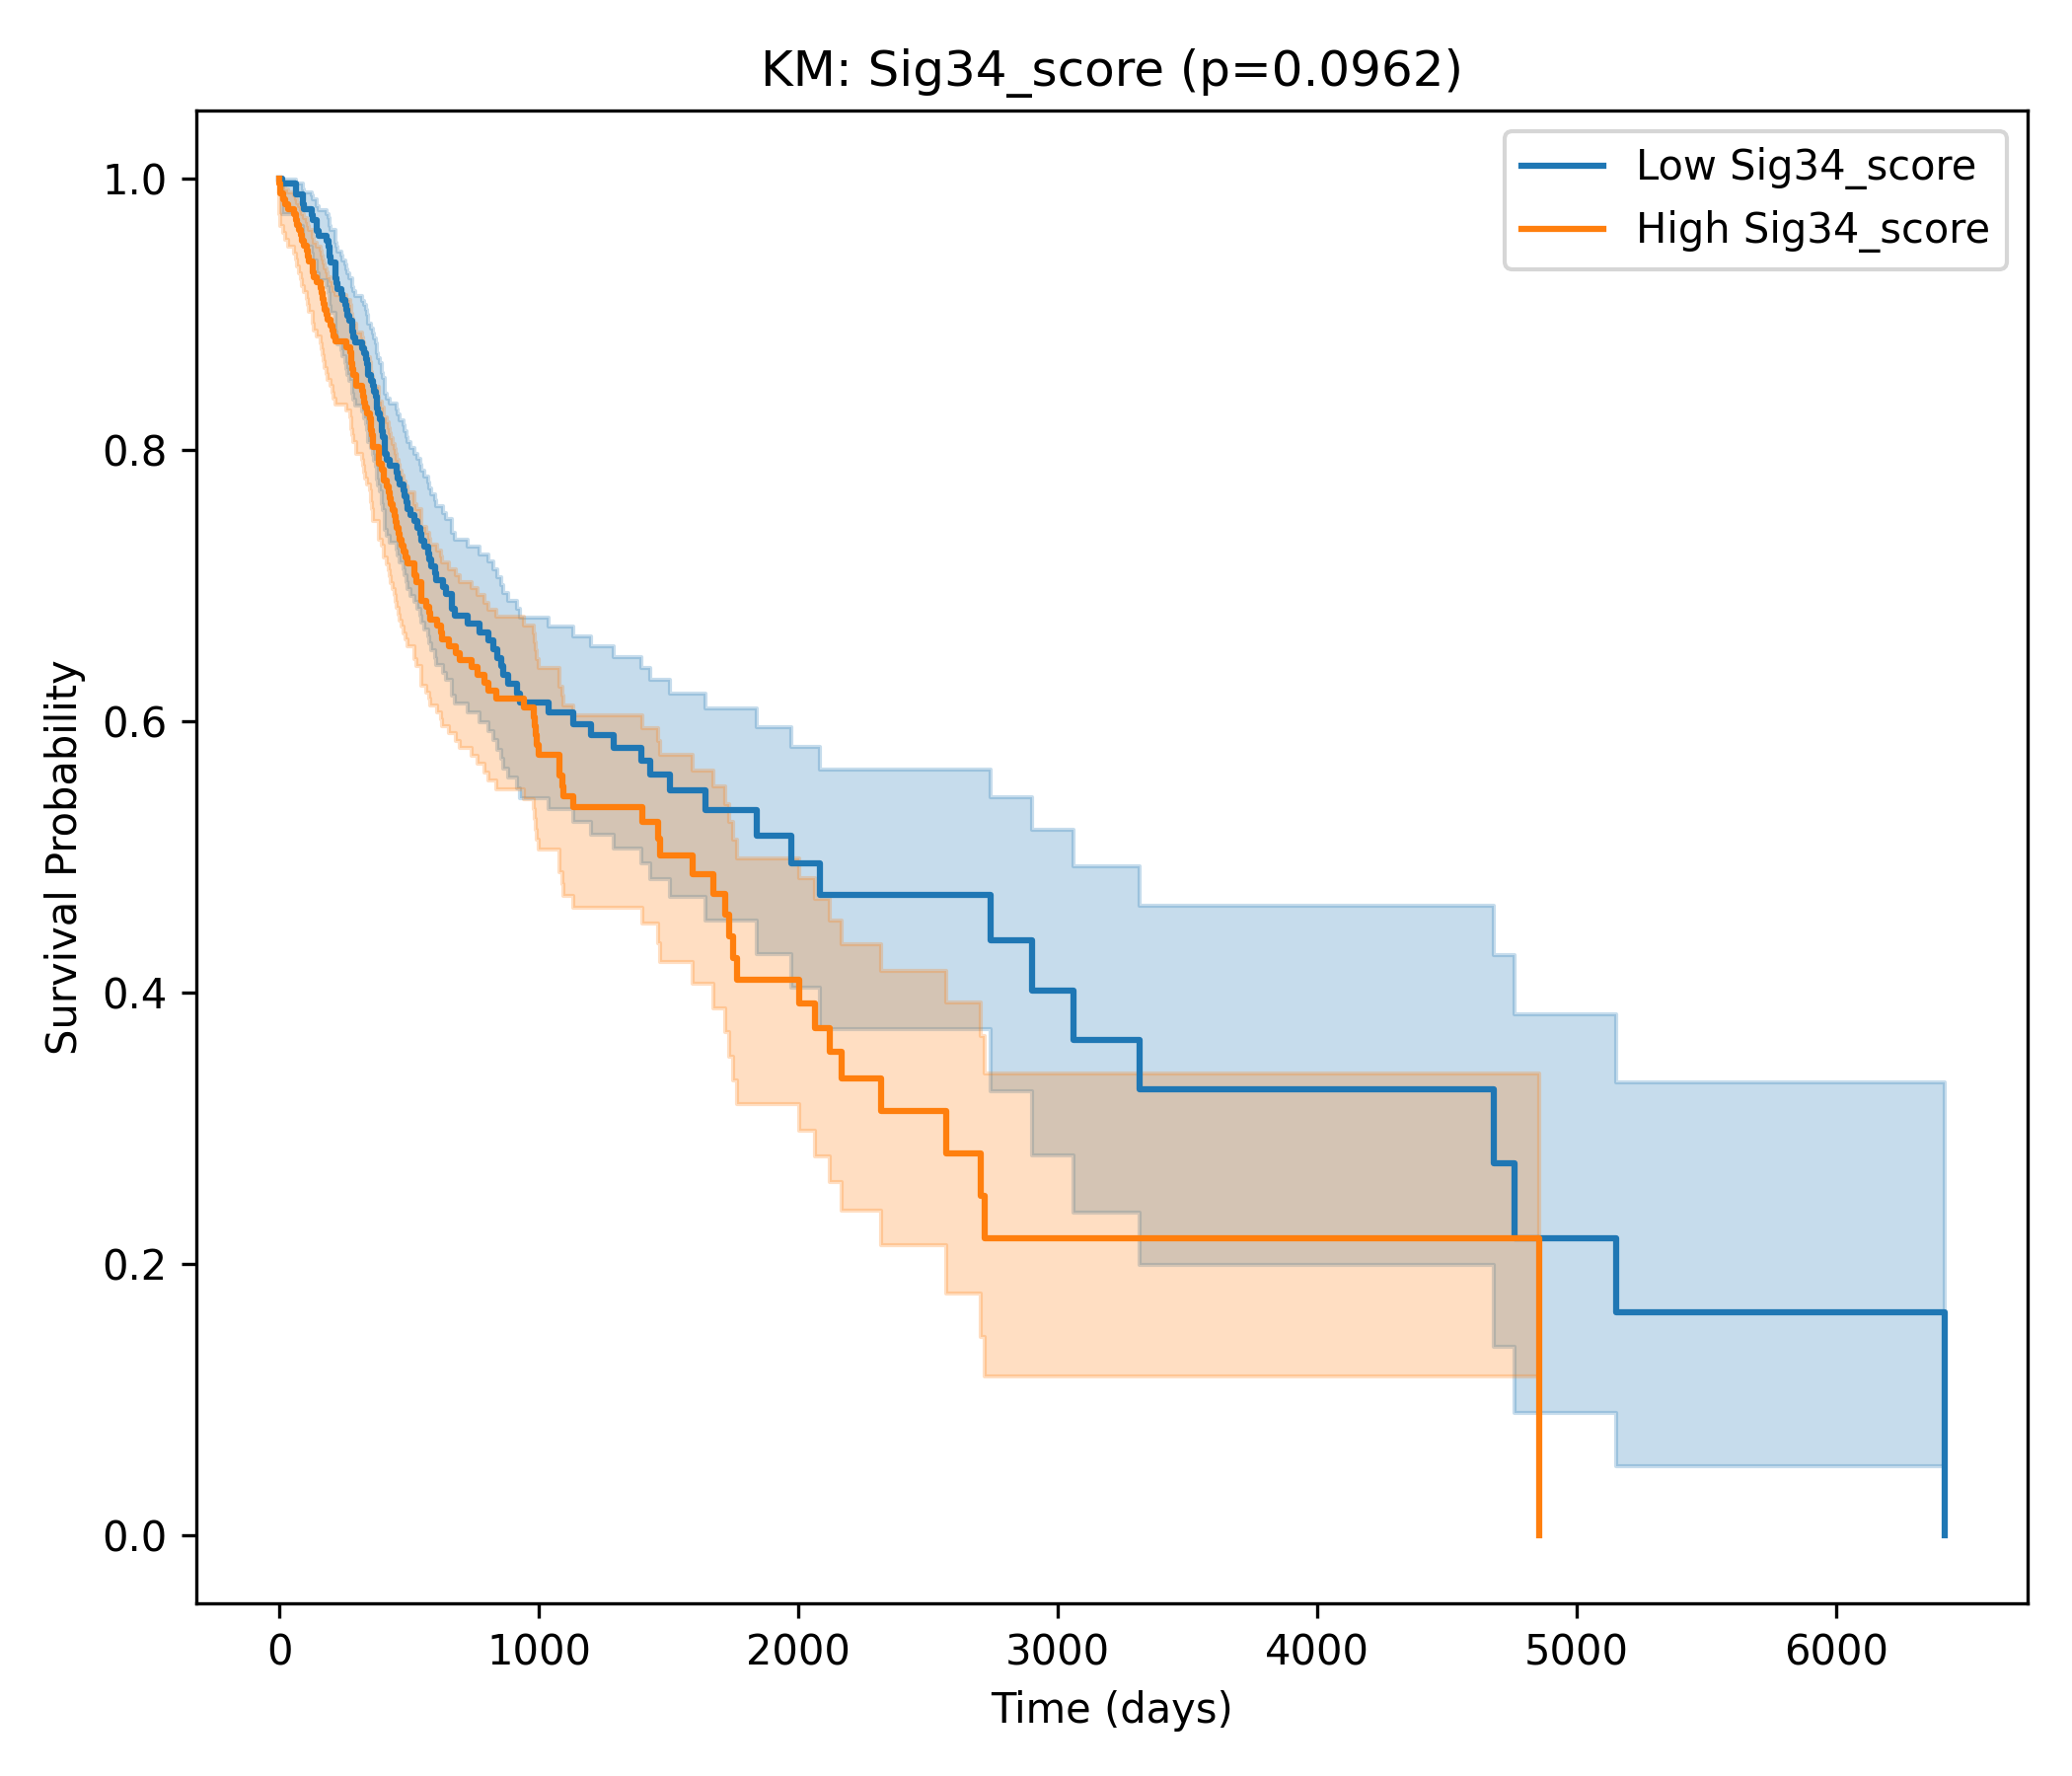 KM: Sig34_score (p=0.0962)
Low Sig34_score
High Sig34_score
Survival Probability
1.0
0.8
0.6
0.4
0.2
0.0
0 1000 2000 3000 4000 5000 6000
Time (days)